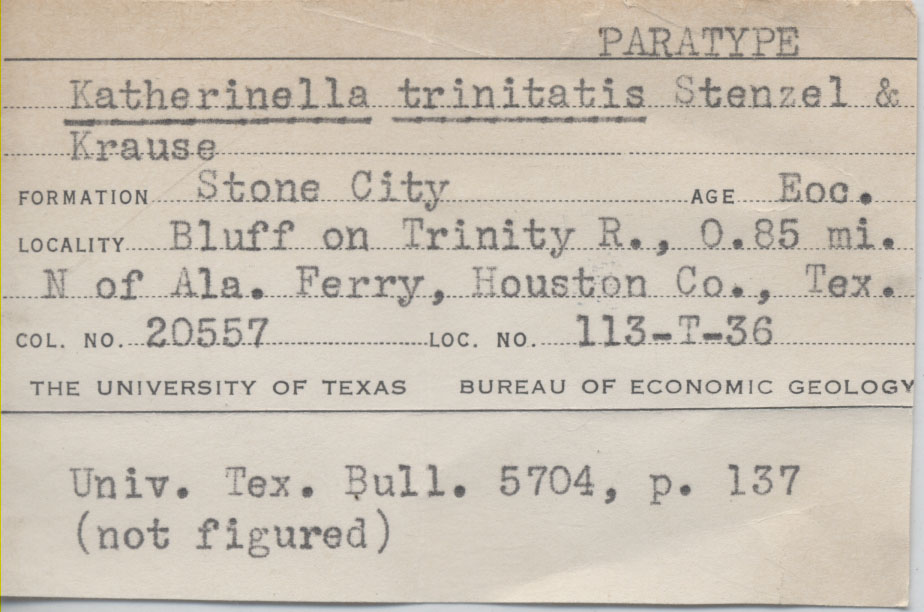 PARATYPE
Katherinella trinitatis Stenzel &
Krause
FORMATION Stone City AGE Eoc.
LOCALITY Bluff on Trinity R., 0.85 mi.
N of Ala. Ferry, Houston Co., Tex.
COL. NO. 20557 LOC. NO. 113-T-36
THE UNIVERSITY OF TEXAS BUREAU OF ECONOMIC GEOLOGY
Univ. Tex. Bull. 5704, p. 137
(not figured)